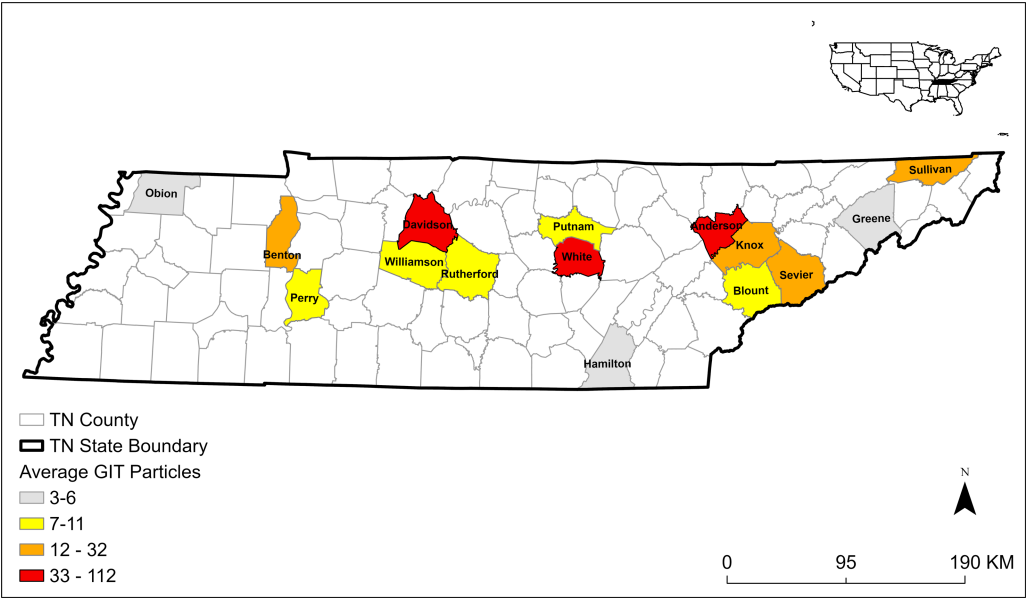 Sullivan
Obion
Greene
Davidson
Putnam
Anderson
Knox
Benton
Williamson
White
Rutherford
Sevier
Perry
Blount
Hamilton
TN County
TN State Boundary
Average GIT Particles
3-6
7-11
12 - 32
33 - 112
N
0 95 190 KM